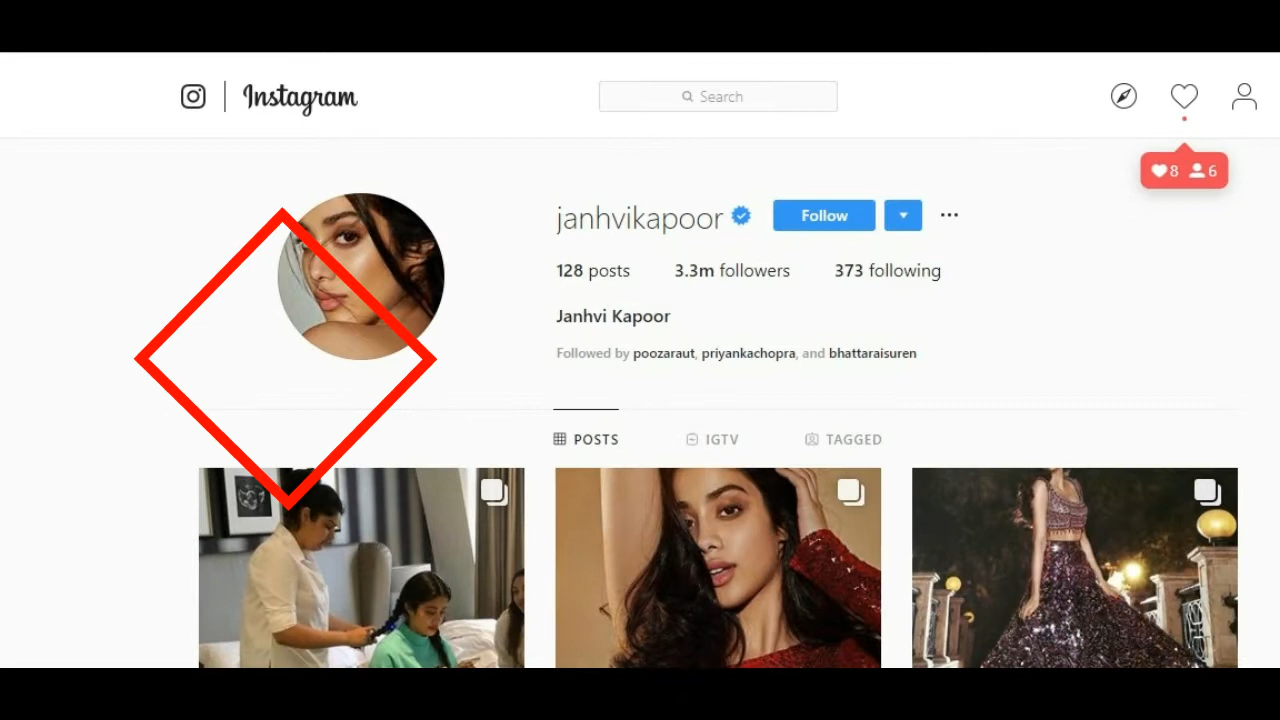 Instagram
Search
8 6
janhvikapoor Follow
128 posts 3.3m followers 373 following
Janhvi Kapoor
Followed by poozaraut, priyankachopra, and bhattaraisuren
POSTS IGTV TAGGED